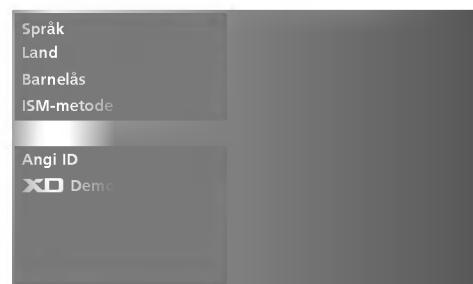 Språk
Land
Barnelås
ISM-metode
Angi ID
XD Demo